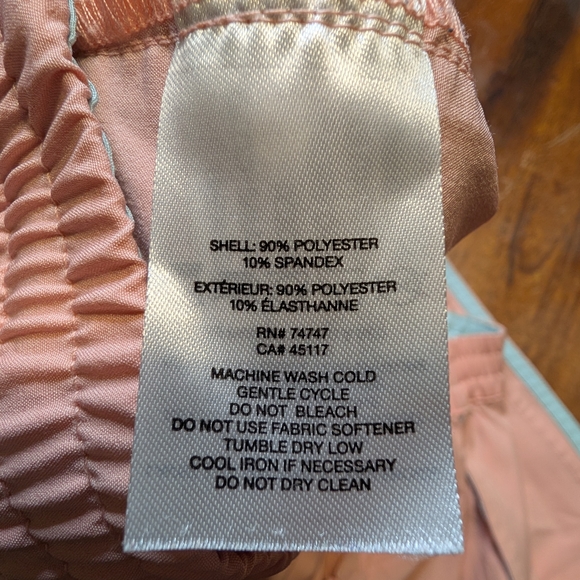 SHELL: 90% POLYESTER
10% SPANDEX
EXTÉRIEUR: 90% POLYESTER
10% ÉLASTHANNE
RN# 74747
CA# 45117
MACHINE WASH COLD
GENTLE CYCLE
DO NOT BLEACH
DO NOT USE FABRIC SOFTENER
TUMBLE DRY LOW
COOL IRON IF NECESSARY
DO NOT DRY CLEAN